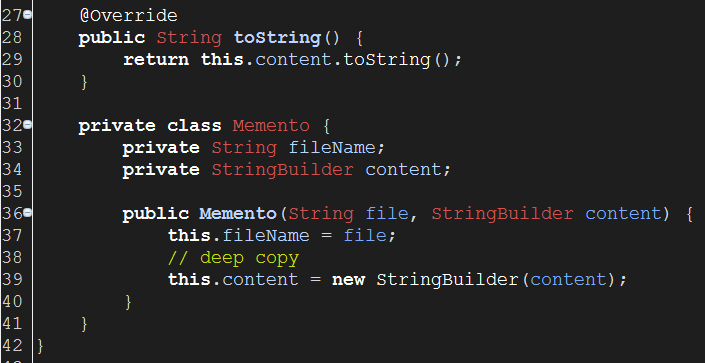 27 @Override
28 public String toString() {
29 return this.content.toString();
30 }
31
32 private class Memento {
33 private String fileName;
34 private StringBuilder content;
35
36 public Memento(String file, StringBuilder content) {
37 this.fileName = file;
38 // deep copy
39 this.content = new StringBuilder(content);
40 }
41 }
42 }